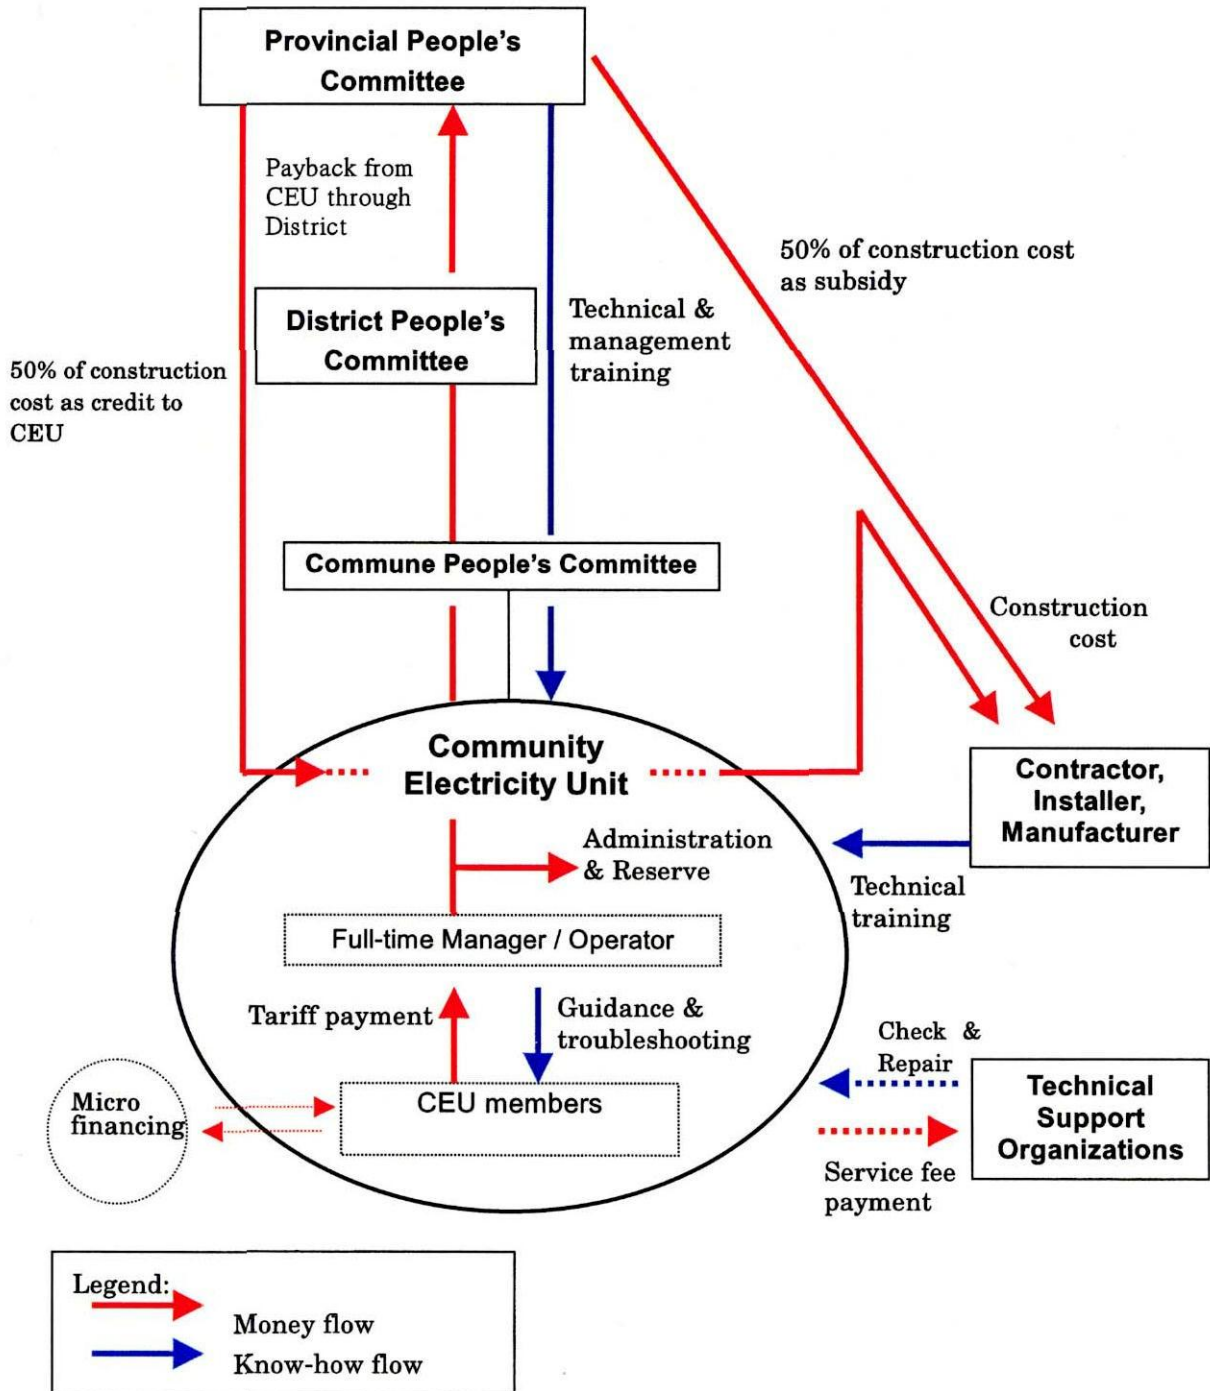 Provincial People's
Committee
Payback from
CEU through
District
50% of construction cost
as subsidy
District People's
Committee
Technical &
management
training
50% of construction
cost as credit to
CEU
Commune People's Committee
Construction
cost
Community
Electricity Unit
Contractor,
Installer,
Manufacturer
Administration
& Reserve
Technical
training
Full-time Manager / Operator
Tariff payment
Guidance &
troubleshooting
Check &
Repair
CEU members
Micro
financing
Technical
Support
Organizations
Service fee
payment
Legend:
Money flow
Know-how flow